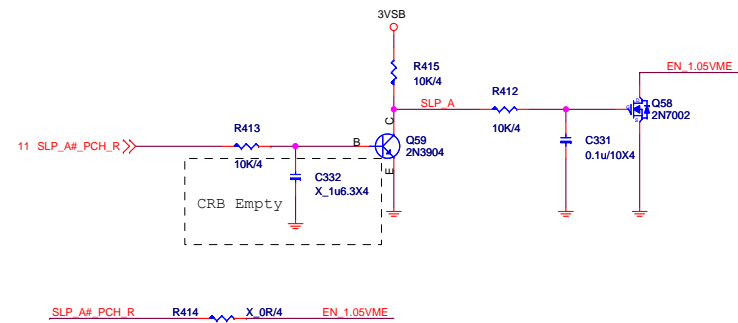 3VSB
R415
10K/4
EN_1.05VME
R412
SLP_A
G
D
S
Q58
2N7002
R413
C
10K/4
C331
0.1u/10X4
11 SLP_A#_PCH_R
B
Q59
2N3904
10K/4
E
C332
X_1u6.3X4
CRB Empty
SLP_A#_PCH_R
R414
X_0R/4
EN_1.05VME